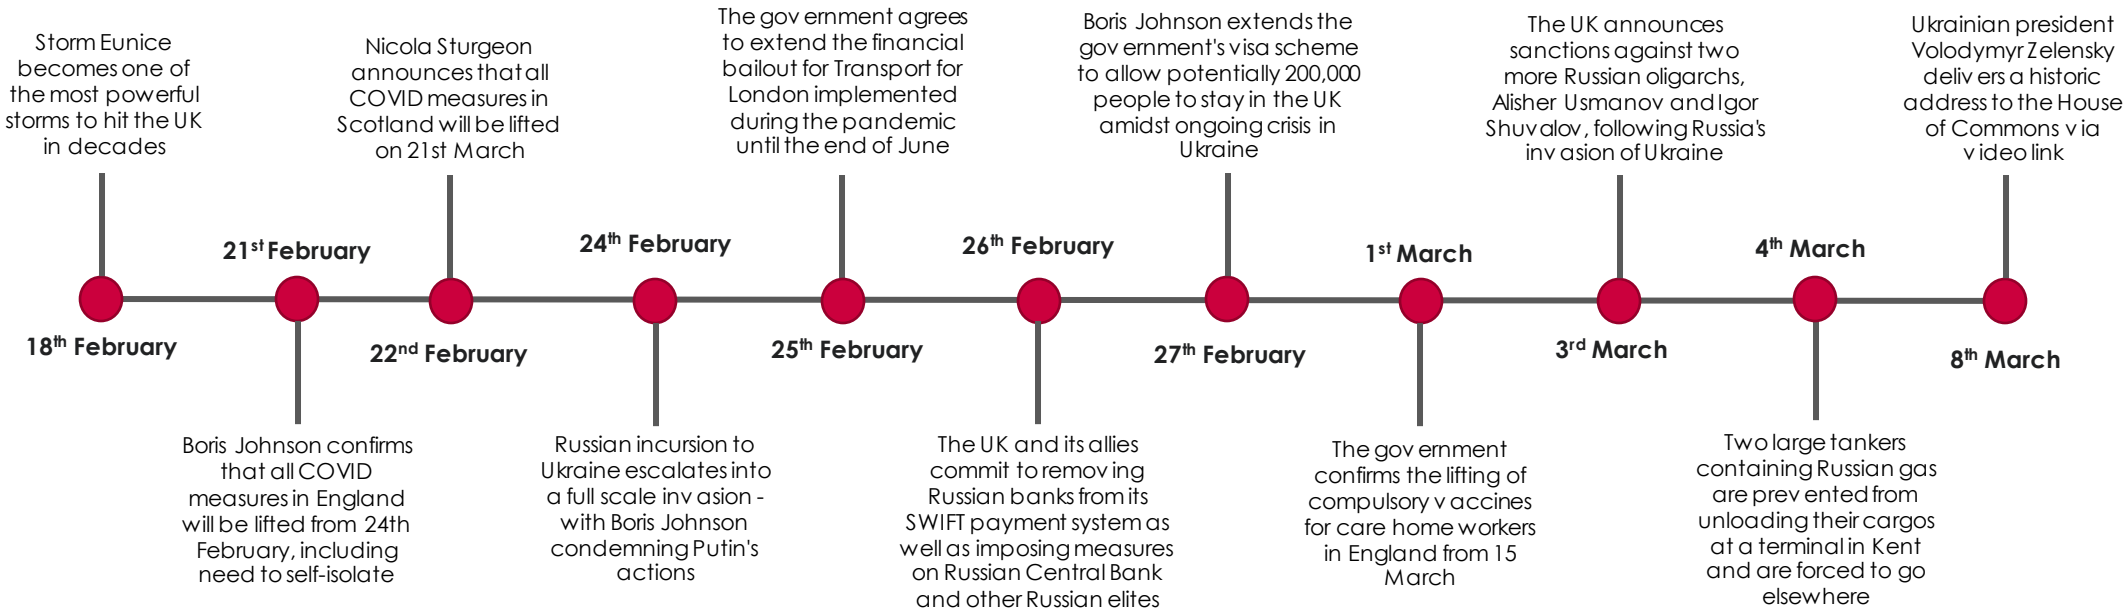 Storm Eunice
becomes one of
the most powerful
storms to hit the UK
in decades
18th February
21st February
Boris Johnson confirms
that all COVID
measures in England
will be lifted from 24th
February, including
need to self-isolate
Nicola Sturgeon
announces that all
COVID measures in
Scotland will be lifted
on 21st March
22nd February
24th February
Russian incursion to
Ukraine escalates into
a full scale invasion -
with Boris Johnson
condemning Putin's
actions
The government agrees
to extend the financial
bailout for Transport for
London implemented
during the pandemic
until the end of June
25th February
26th February
The UK and its allies
commit to removing
Russian banks from its
SWIFT payment system as
well as imposing measures
on Russian Central Bank
and other Russian elites
Boris Johnson extends the
government's visa scheme
to allow potentially 200,000
people to stay in the UK
amidst ongoing crisis in
Ukraine
27th February
1st March
The government
confirms the lifting of
compulsory vaccines
for care home workers
in England from 15
March
The UK announces
sanctions against two
more Russian oligarchs,
Alisher Usmanov and Igor
Shuvalov, following Russia's
invasion of Ukraine
3rd March
4th March
Two large tankers
containing Russian gas
are prevented from
unloading their cargos
at a terminal in Kent
and are forced to go
elsewhere
Ukrainian president
Volodymyr Zelensky
delivers a historic
address to the House
of Commons via
video link
8th March